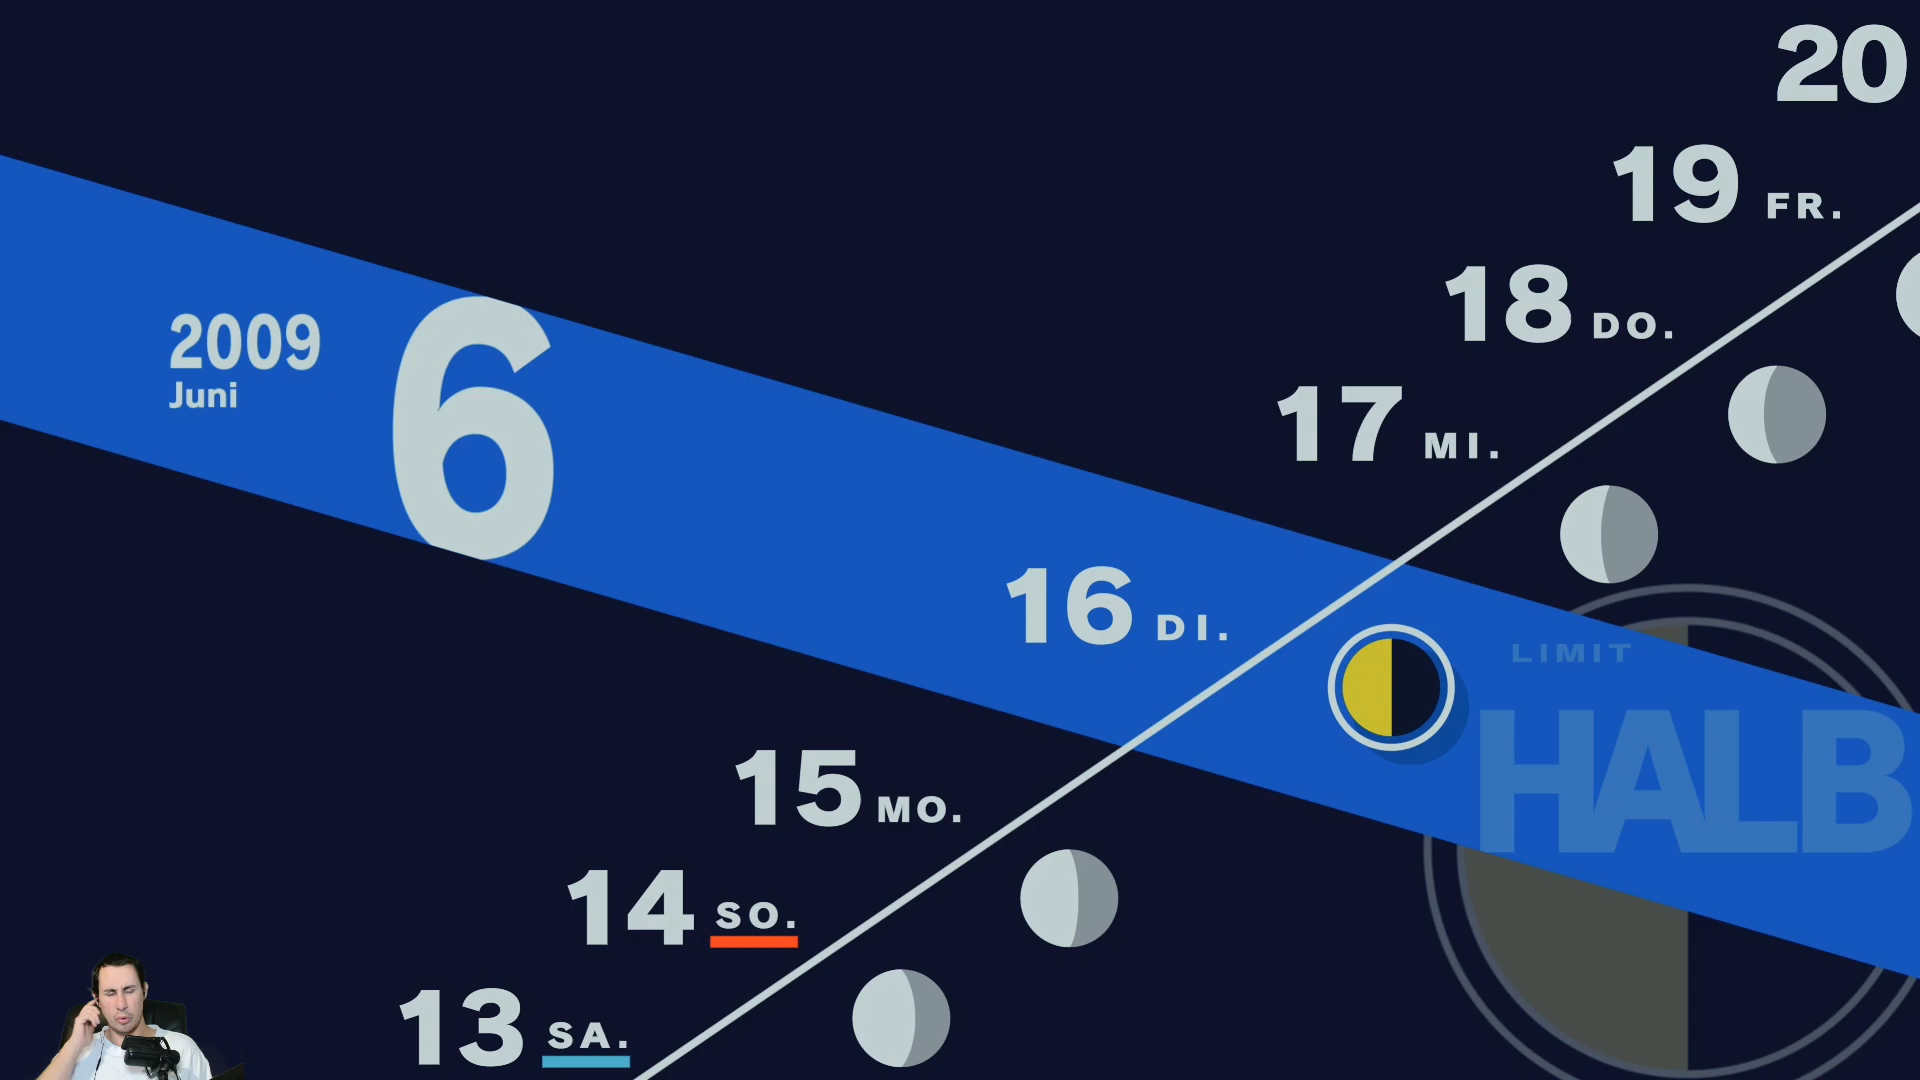 20
19 FR.
18 DO.
2009
Juni
6
17 MI.
16 DI.
LIMIT
HALB
15 MO.
14 SO.
13 SA.